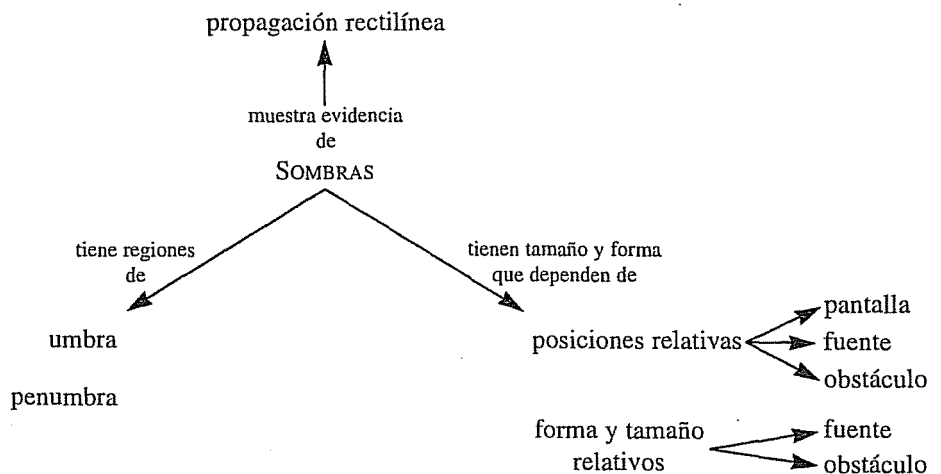 propagación rectilínea
muestra evidencia
de
SOMBRAS
tiene regiones
de
tienen tamaño y forma
que dependen de
umbra
penumbra
posiciones relativas
pantalla
fuente
obstáculo
forma y tamaño
relativos
fuente
obstáculo